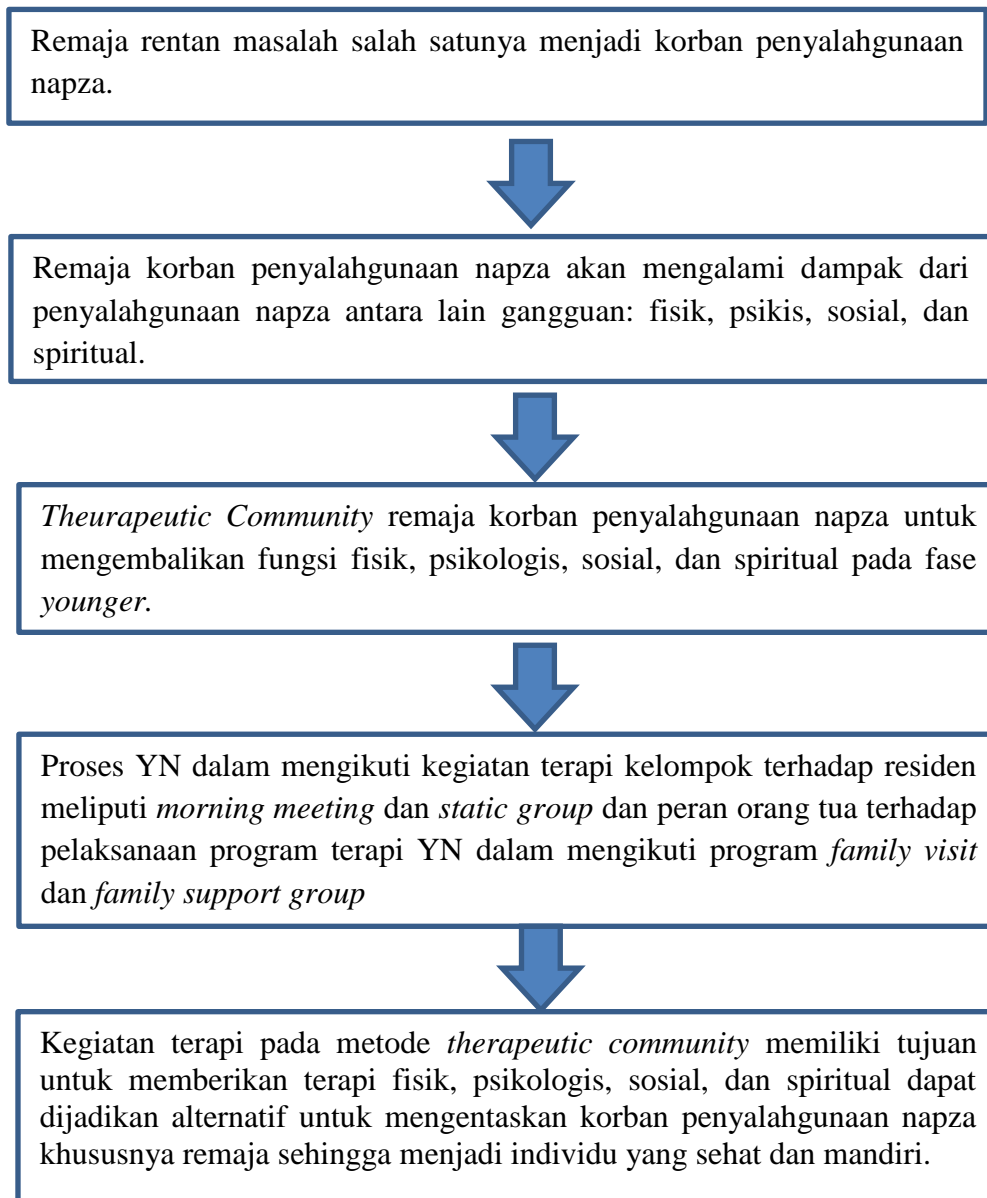 Remaja rentan masalah salah satunya menjadi korban penyalahgunaan
napza.
Remaja korban penyalahgunaan napza akan mengalami dampak dari
penyalahgunaan napza antara lain gangguan: fisik, psikis, sosial, dan
spiritual.
Theurapeutic Community remaja korban penyalahgunaan napza untuk
mengembalikan fungsi fisik, psikologis, sosial, dan spiritual pada fase
younger.
Proses YN dalam mengikuti kegiatan terapi kelompok terhadap residen
meliputi morning meeting dan static group dan peran orang tua terhadap
pelaksanaan program terapi YN dalam mengikuti program family visit
dan family support group
Kegiatan terapi pada metode therapeutic community memiliki tujuan
untuk memberikan terapi fisik, psikologis, sosial, dan spiritual dapat
dijadikan alternatif untuk mengentaskan korban penyalahgunaan napza
khususnya remaja sehingga menjadi individu yang sehat dan mandiri.